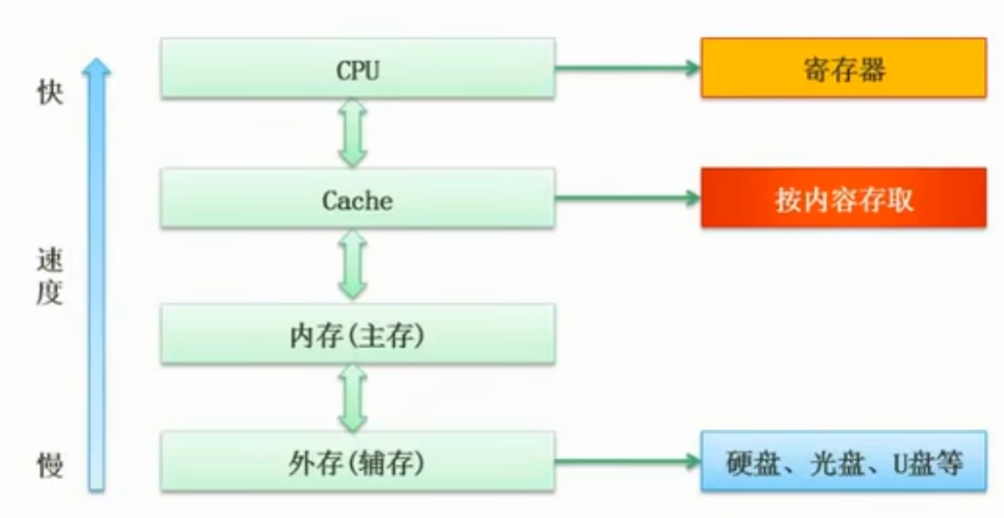 快
CPU
寄存器
Cache
按内容存取
速
度
内存(主存)
慢
外存(辅存)
硬盘、光盘、U盘等